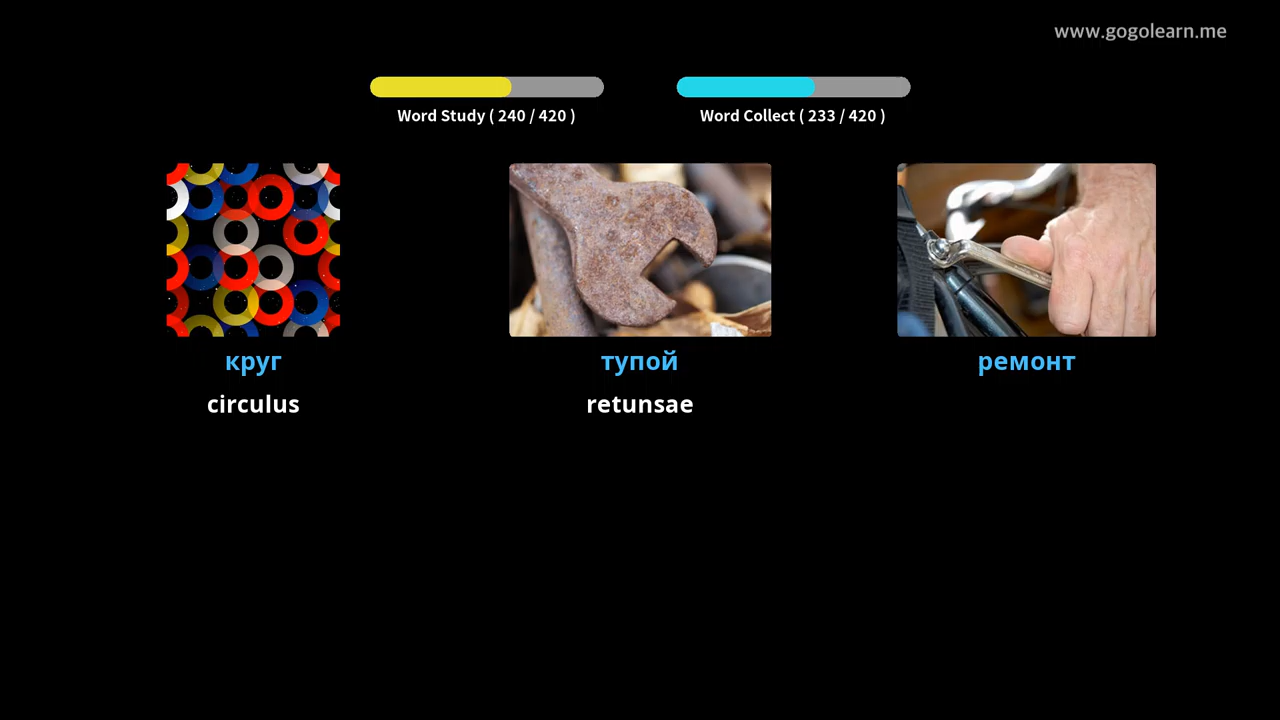 www.gogolearn.me
Word Study ( 240 / 420 )
Word Collect ( 233 / 420 )
круг
circulus
тупой
retunsae
ремонт